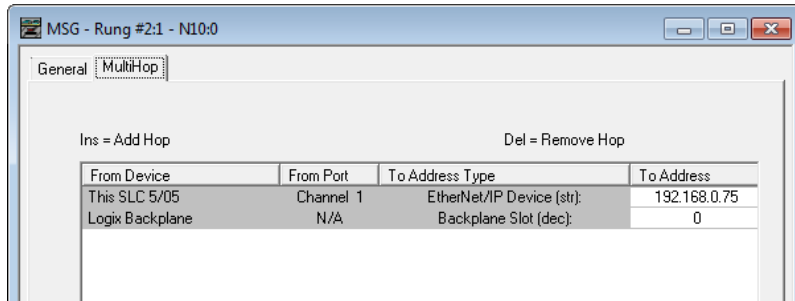 MSG - Rung #2:1 - N10:0
General MultiHop
Ins = Add Hop Del = Remove Hop
From Device From Port To Address Type To Address
This SLC 5/05 Channel 1 EtherNet/IP Device (str): 192.168.0.75
Logix Backplane N/A Backplane Slot (dec): 0